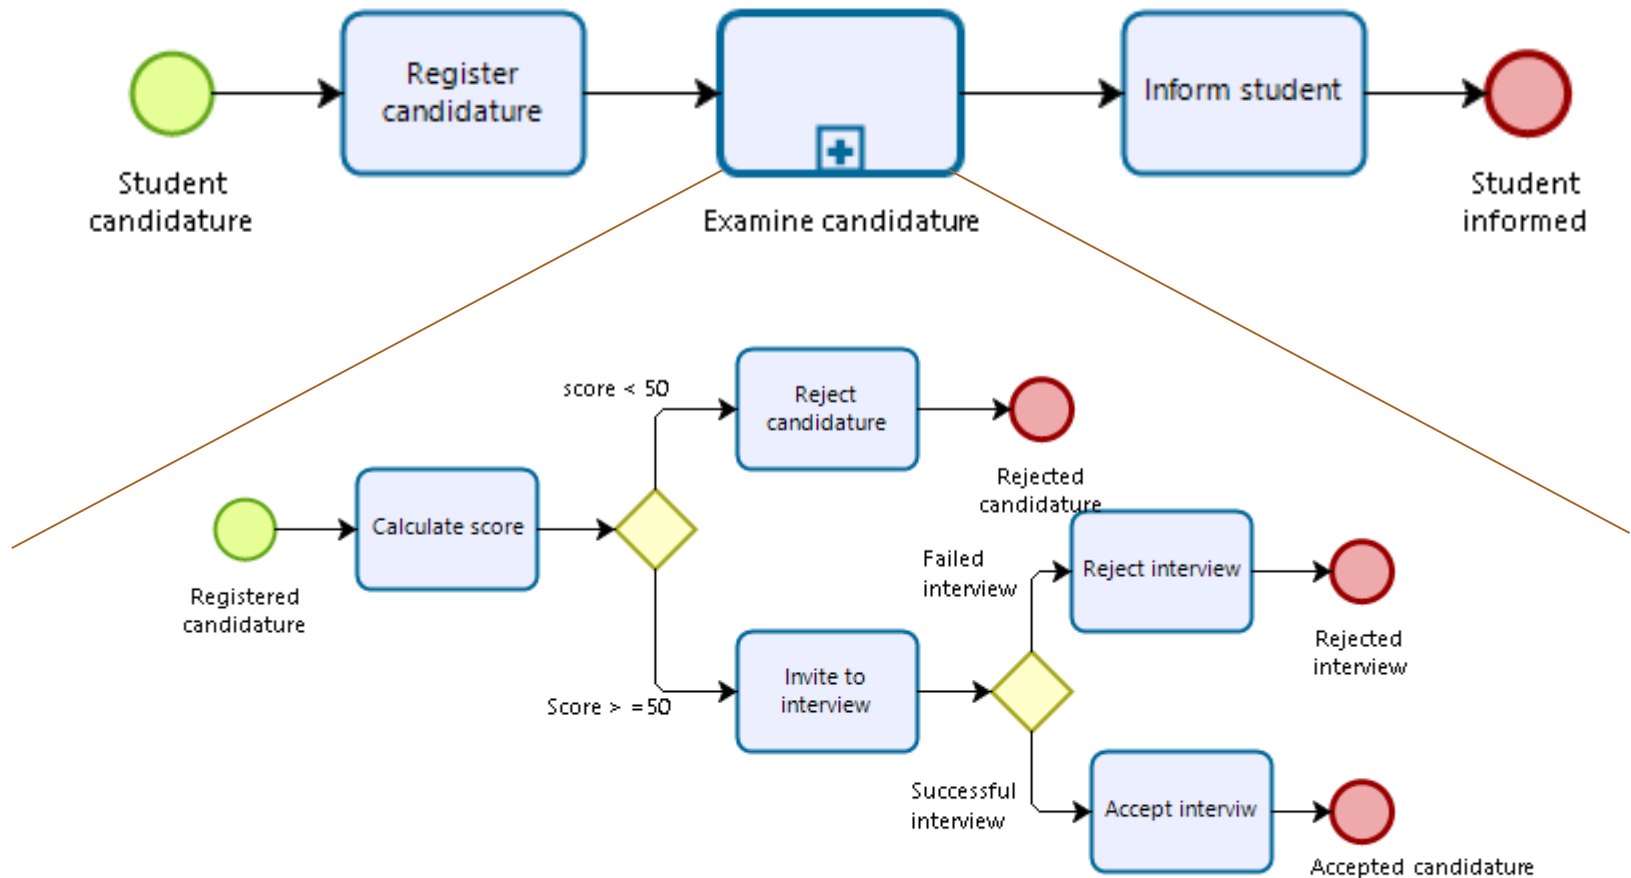 Register
candidature
Inform student
Student
candidature
Examine candidature
Student
informed
score < 50
Reject
candidature
Rejected
candidature
Calculate score
Registered
candidature
Failed
interview
Reject interview
Rejected
interview
Score > =50
Invite to
interview
Successful
interview
Accept interviw
Accepted candidature